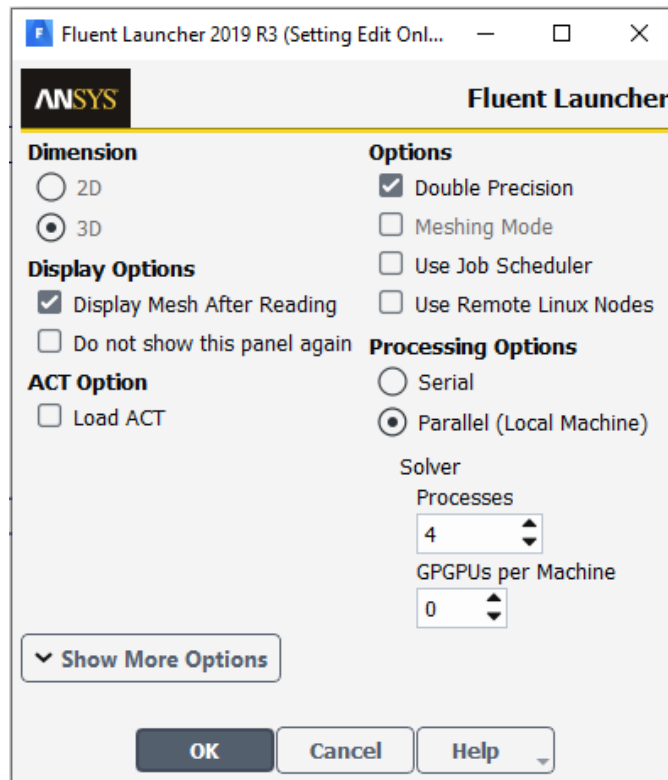 Fluent Launcher 2019 R3 (Setting Edit Onl...
ANSYS
Fluent Launcher
Dimension
2D
3D
Display Options
Display Mesh After Reading
Do not show this panel again
ACT Option
Load ACT
Options
Double Precision
Meshing Mode
Use Job Scheduler
Use Remote Linux Nodes
Processing Options
Serial
Parallel (Local Machine)
Solver
Processes
4
GPGPUs per Machine
0
Show More Options
OK
Cancel
Help